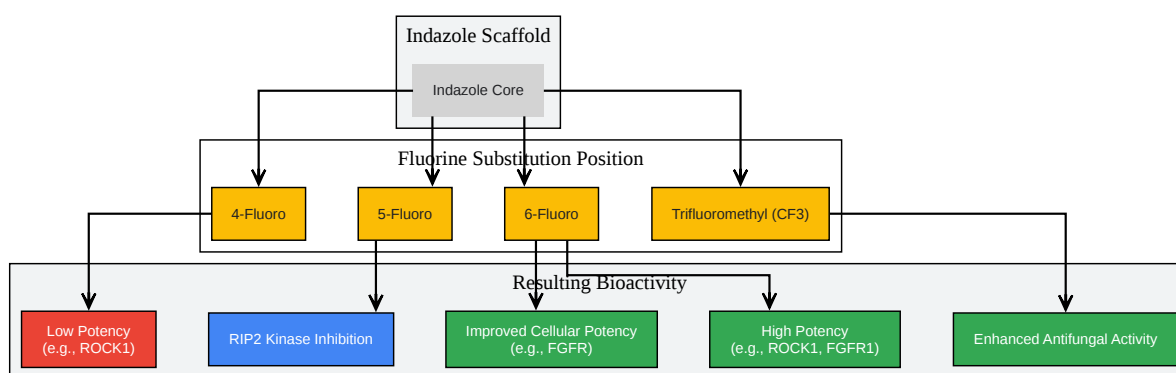 Indazole Scaffold
Indazole Core
Fluorine Substitution Position
4-Fluoro
5-Fluoro
6-Fluoro
Trifluoromethyl (CF3)
Resulting Bioactivity
Low Potency
(e.g., ROCK1)
RIP2 Kinase Inhibition
Improved Cellular Potency
(e.g., FGFR)
High Potency
(e.g., ROCK1, FGFR1)
Enhanced Antifungal Activity